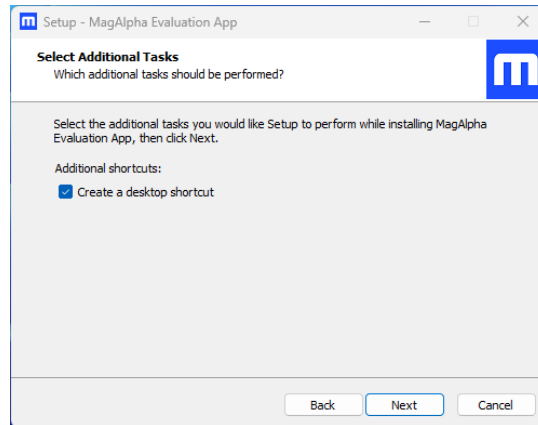 Setup - MagAlpha Evaluation App
Select Additional Tasks
Which additional tasks should be performed?
Select the additional tasks you would like Setup to perform while installing MagAlpha
Evaluation App, then click Next.
Additional shortcuts:
Create a desktop shortcut
Back Next Cancel